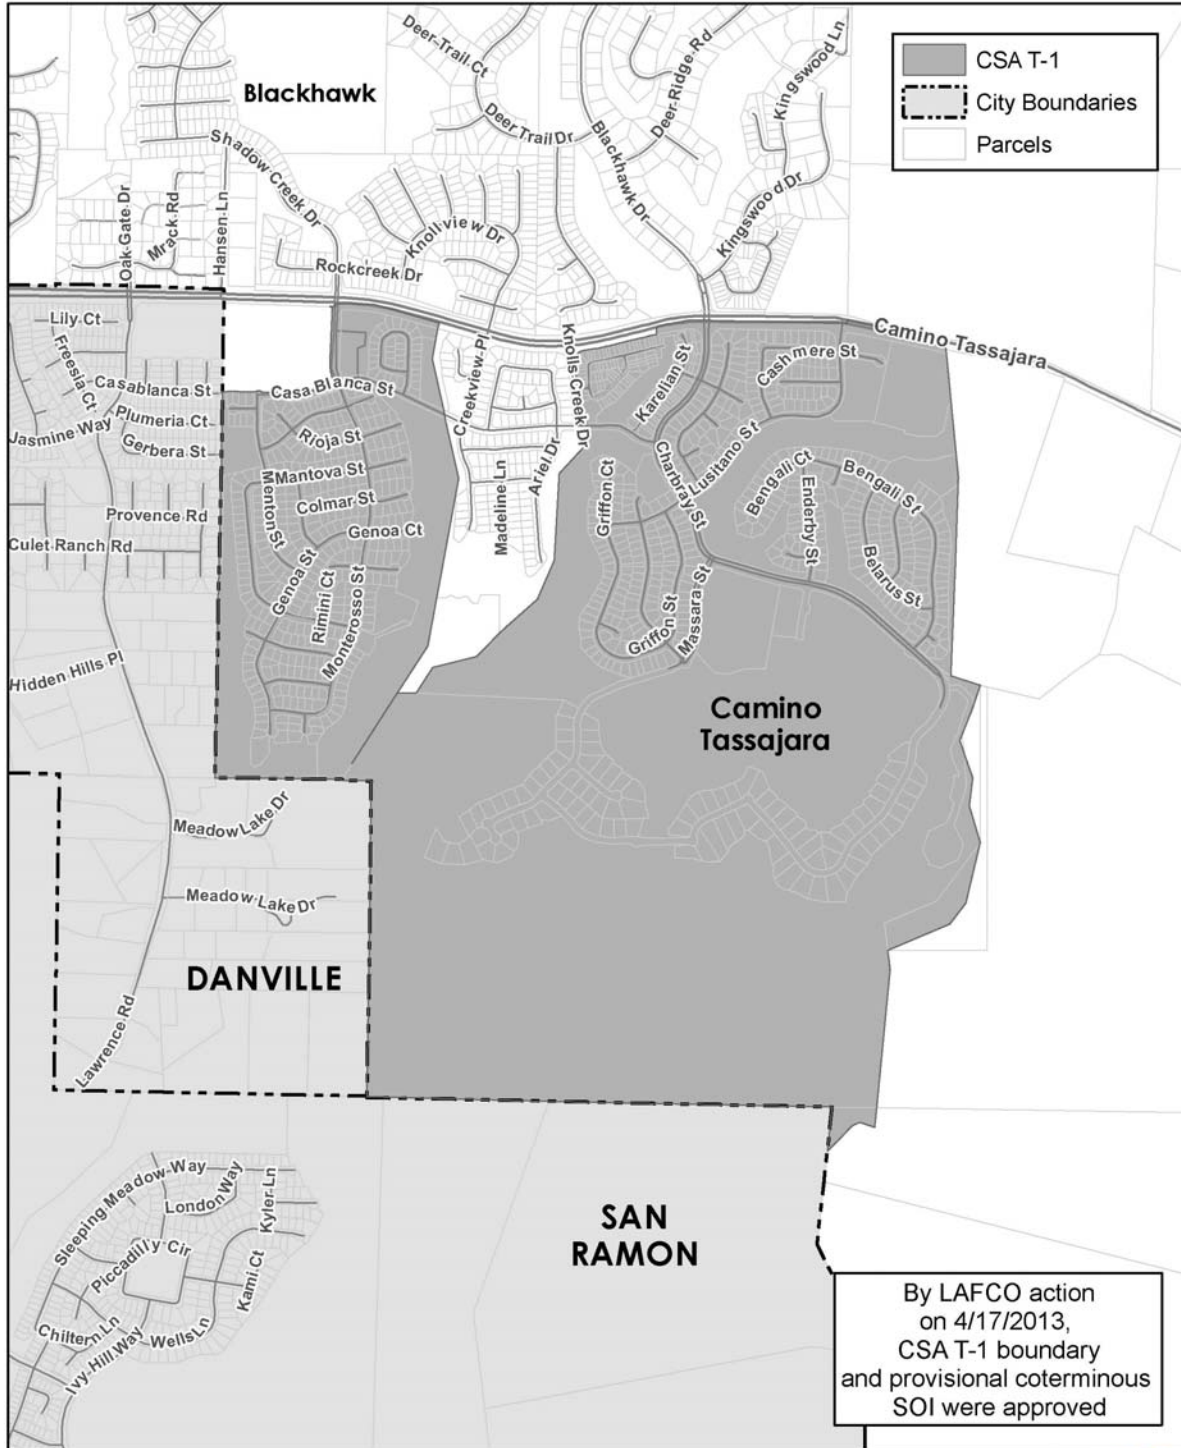 CSA T-1
City Boundaries
Parcels
Blackhawk
Deer Trail Ct
Deer Trail Dr
Blackhawk Dr
Deer Ridge Rd
Kingswood Ln
Kingswood Dr
Shadow Creek Dr
Oak Gate Dr
Mrack Rd
Hansen Ln
Knollview Dr
Rockcreek Dr
Camino Tassajara
Lily Ct
Freesia Ct
Casablanca St
Plumeria Ct
Jasmine Way
Gerbera St
Provence Rd
Culet Ranch Rd
Hidden Hills Pl
Casa Blanca St
Rioja St
Mantova St
Menton St
Colmar St
Genoa Ct
Genoa St
Rimini Ct
Monterosso St
Creekview Pl
Knolls Creek Dr
Ariel Dr
Madeline Ln
Karelian St
Cashmere St
Lusitano St
Charbray St
Griffon Ct
Bengali Ct
Bengali St
Enderby St
Belarus St
Griffon St
Massara St
Camino
Tassajara
Meadow Lake Dr
Meadow Lake Dr
DANVILLE
Lawrence Rd
Sleeping Meadow Way
London Way
Kyler Ln
Piccadilly Cir
Kami Ct
Chiltern Ln
Wells Ln
Ivy Hill Way
SAN
RAMON
By LAFCO action
on 4/17/2013,
CSA T-1 boundary
and provisional coterminous
SOI were approved